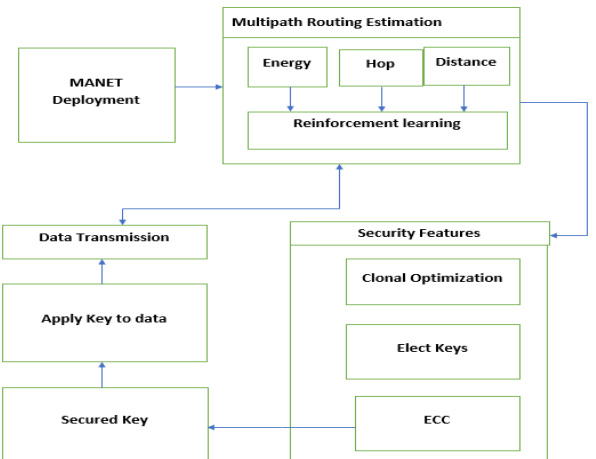 Multipath Routing Estimation
MANET
Deployment
Energy
Hop
Distance
Reinforcement learning
Data Transmission
Security Features
Clonal Optimization
Apply Key to data
Elect Keys
Secured Key
ECC